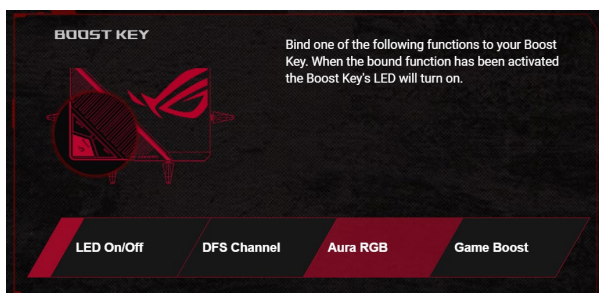 BOOST KEY
Bind one of the following functions to your Boost
Key. When the bound function has been activated
the Boost Key's LED will turn on.
LED On/Off
DFS Channel
Aura RGB
Game Boost